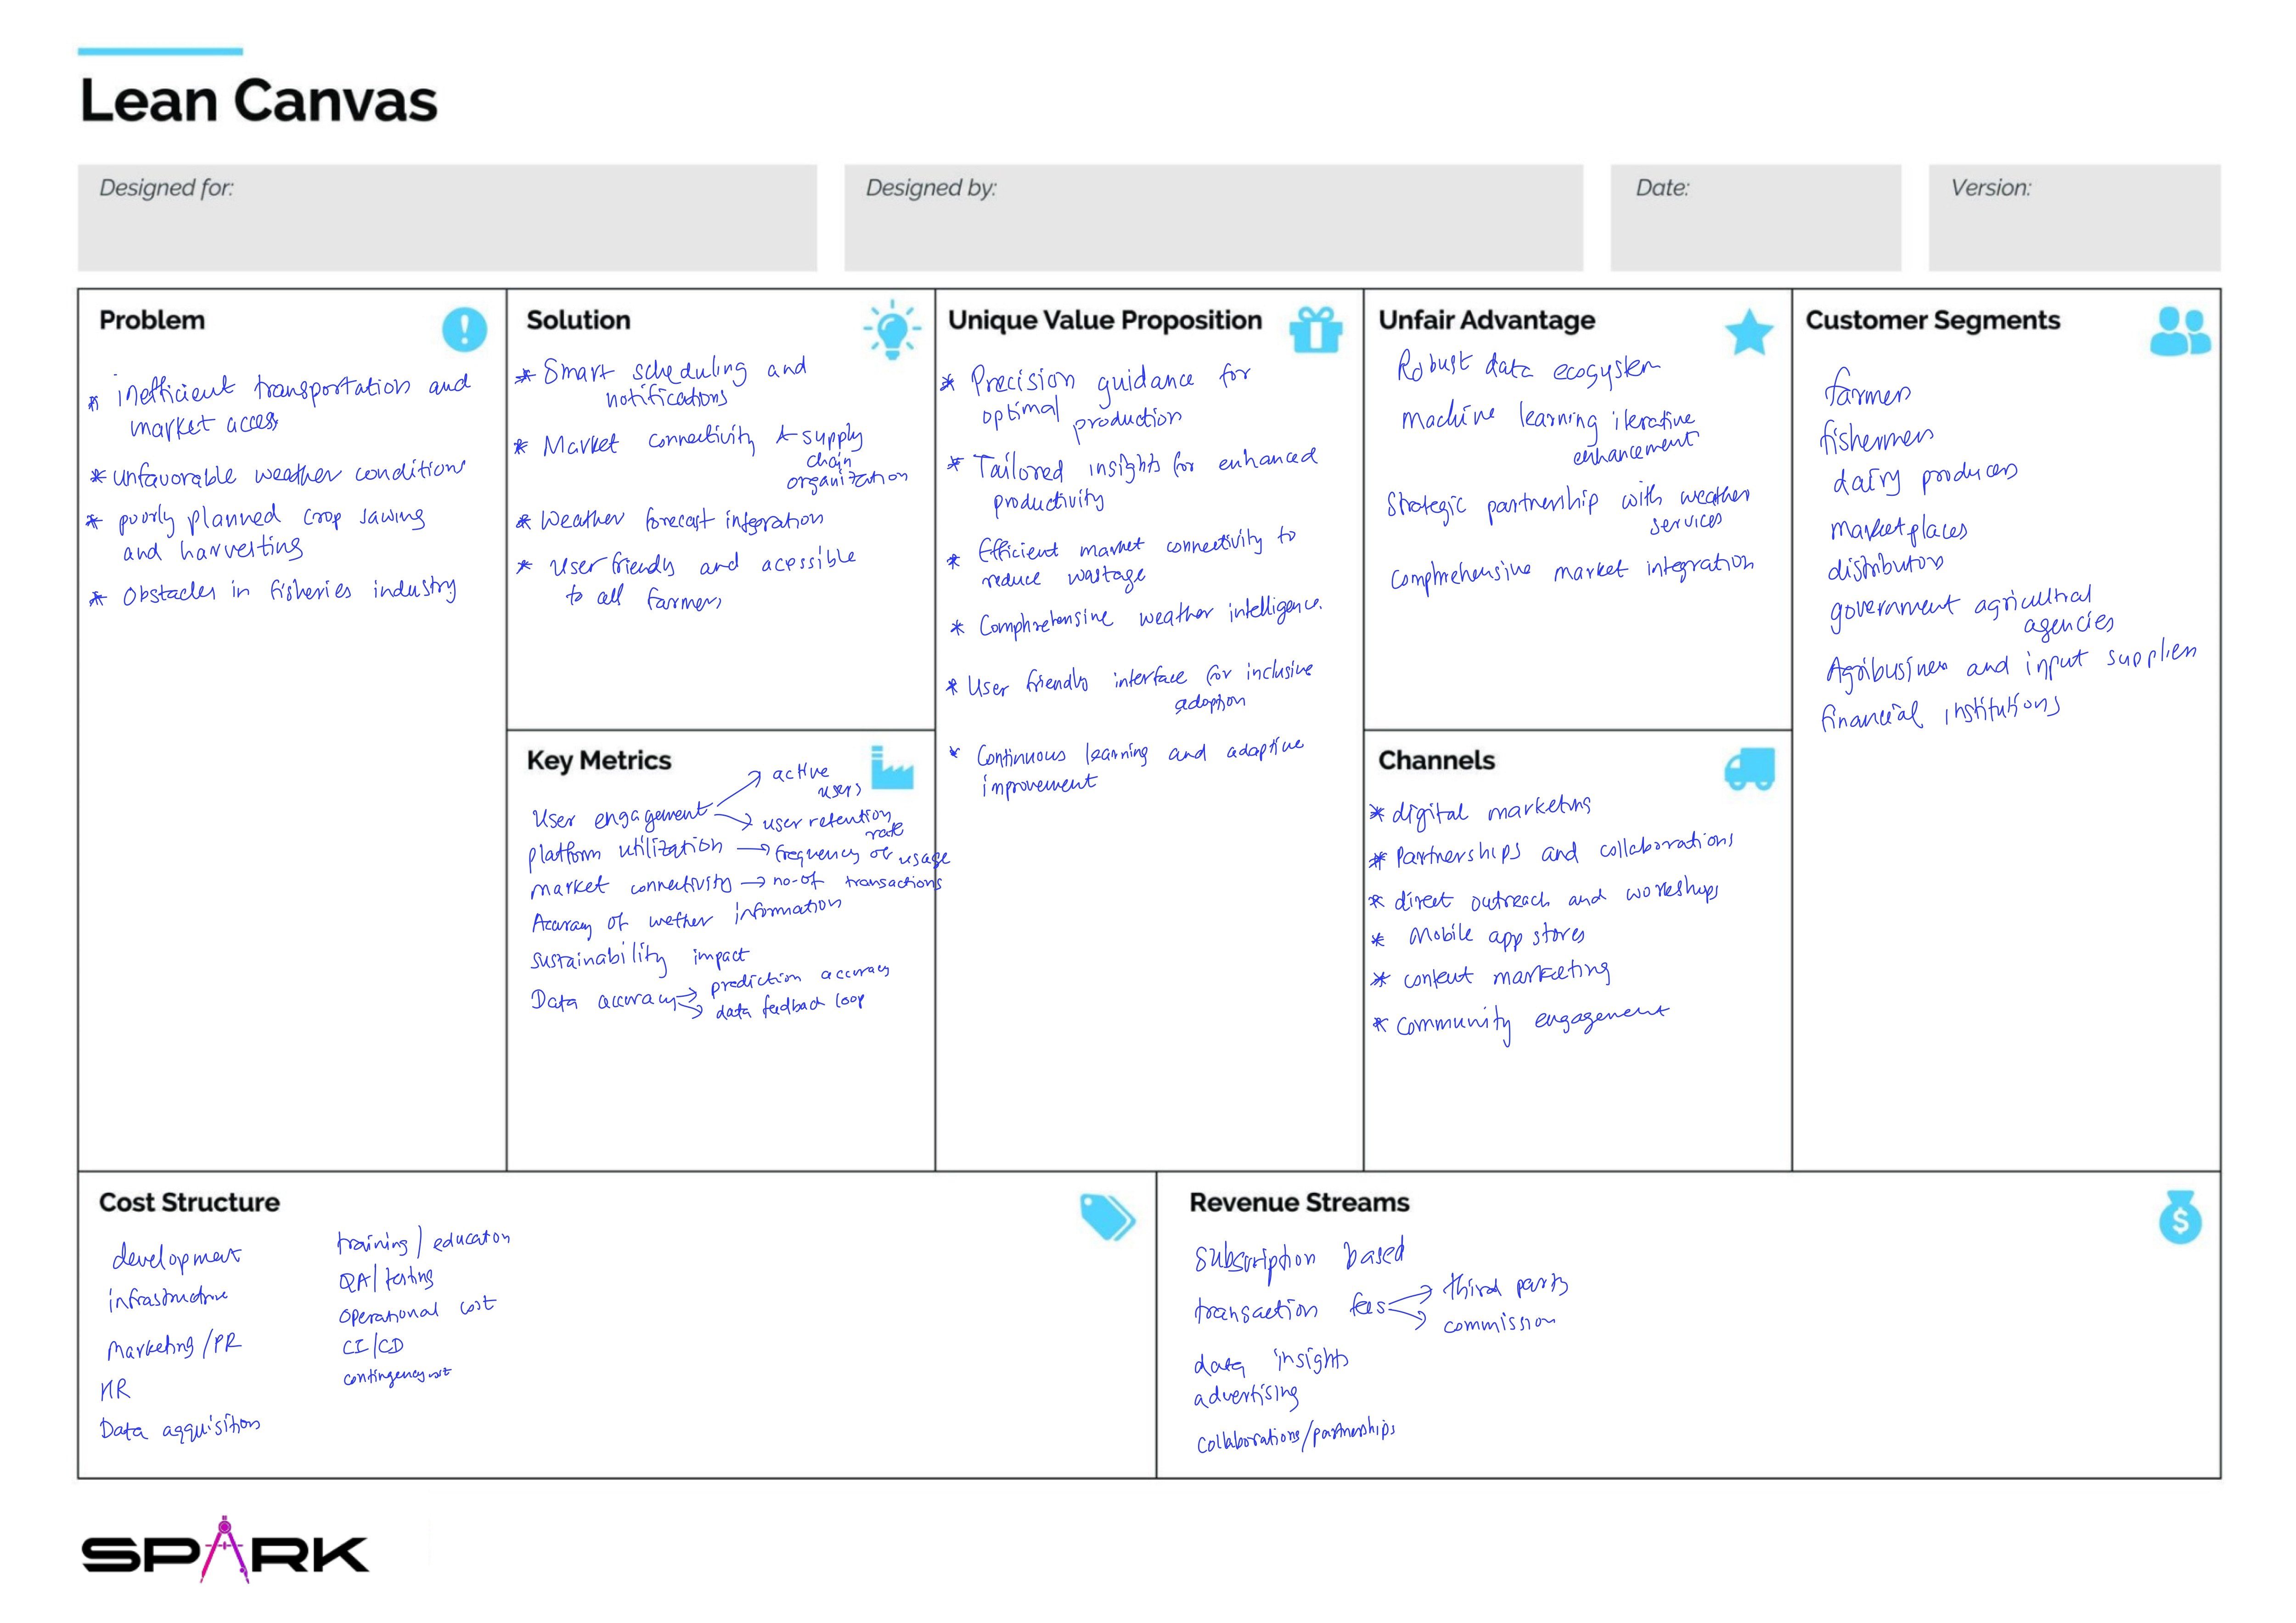 Lean Canvas
Designed for:
Designed by:
Date:
Version:
Problem
* inefficient transportation and
market access
* unfavorable weather conditions
* poorly planned crop sawing
and harvesting
* Obstacles in fisheries industry
Solution
* Smart scheduling and
notifications
* Market connectivity & supply
chain
organization
* Weather forecast integration
* User friendly and acessible
to all farmers
Key Metrics
User engagement → active
users
→ user retention
rate
platform utilization → frequency of usage
market connectivity → no-of transactions
Accuracy of wether information
sustainability impact
Data accuracy → prediction accuracy
→ data feedback loop
Unique Value Proposition
* Precision guidance for
optimal
production
* Tailored insights for enhanced
productivity
* Efficient market connectivity to
reduce wastage
* Comphrehensive weather intelligence.
* User friendly interface for inclusive
adoption
* Continuous learning and adaptive
improvement
Unfair Advantage
Robust data ecogystem
machine learning iterative
enhancement
Strategic partnership with weather
services
comphrehensive market integration
Channels
* digital marketing
* Partnerships and collaborations
* direct outreach and workshops
* Mobile app stores
* content marketing
* Community engagement
Customer Segments
farmers
fishermen
dairy producers
marketplaces
distributors
government agricultral
agencies
Agribusiness and input suppliers
financial institutions
Cost Structure
development
infrastructure
Marketing/PR
HR
Data aqquisition
training/education
QA/testing
operational cost
CI/CD
contingency cost
Revenue Streams
subscription based
transaction fees → third party
→ commission
data insights
advertising
collaborations/partnerships
SPARK